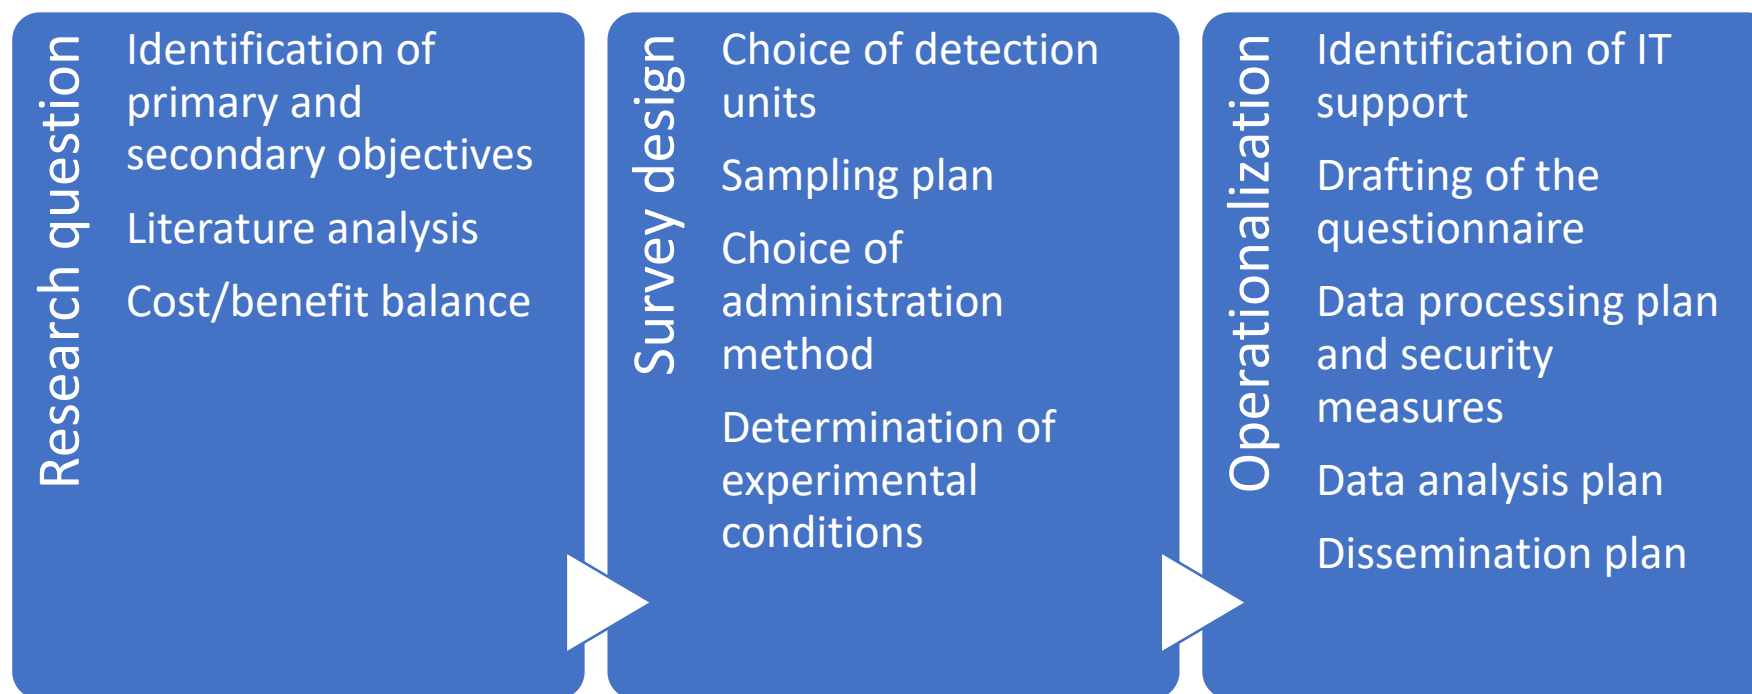 Research question
Identification of
primary and
secondary objectives
Literature analysis
Cost/benefit balance
Survey design
Choice of detection
units
Sampling plan
Choice of
administration
method
Determination of
experimental
conditions
Operationalization
Identification of IT
support
Drafting of the
questionnaire
Data processing plan
and security
measures
Data analysis plan
Dissemination plan